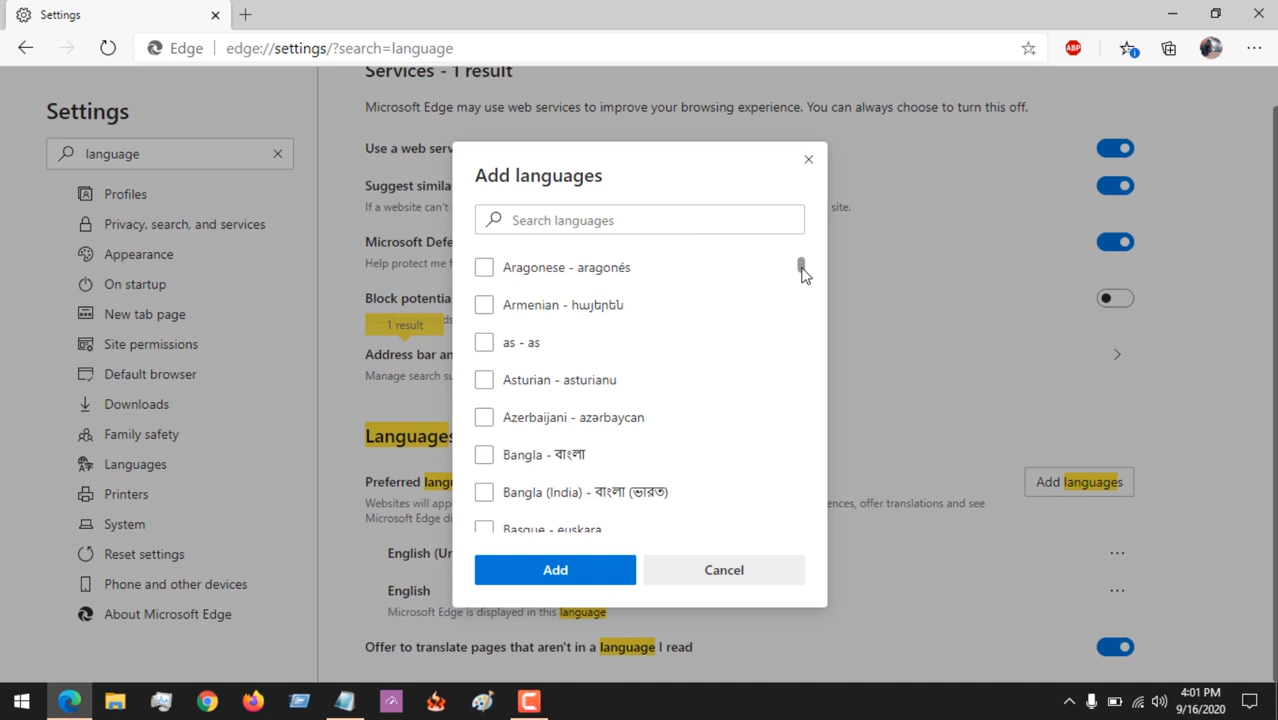 Settings
Edge
edge://settings/?search=language
ABP
Settings
language
Profiles
Privacy, search, and services
Appearance
On startup
New tab page
Site permissions
Default browser
Downloads
Family safety
Languages
Printers
System
Reset settings
Phone and other devices
About Microsoft Edge
Services - 1 result
Microsoft Edge may use web services to improve your browsing experience. You can always choose to turn this off.
Use a web serv
Suggest simila
If a website can't
site.
Microsoft Defe
Help protect me f
Block potentia
1 result
Address bar an
Manage search su
Languages
Preferred langu
Add languages
Websites will app
ences, offer translations and see
Microsoft Edge di
English (Un
English
Microsoft Edge is displayed in this language
Offer to translate pages that aren't in a language I read
Add languages
Search languages
Aragonese - aragonés
Armenian - հայերեն
as - as
Asturian - asturianu
Azerbaijani - azərbaycan
Bangla - বাংলা
Bangla (India) - বাংলা (ভারত)
Basque - euskara
Add
Cancel
4:01 PM
9/16/2020